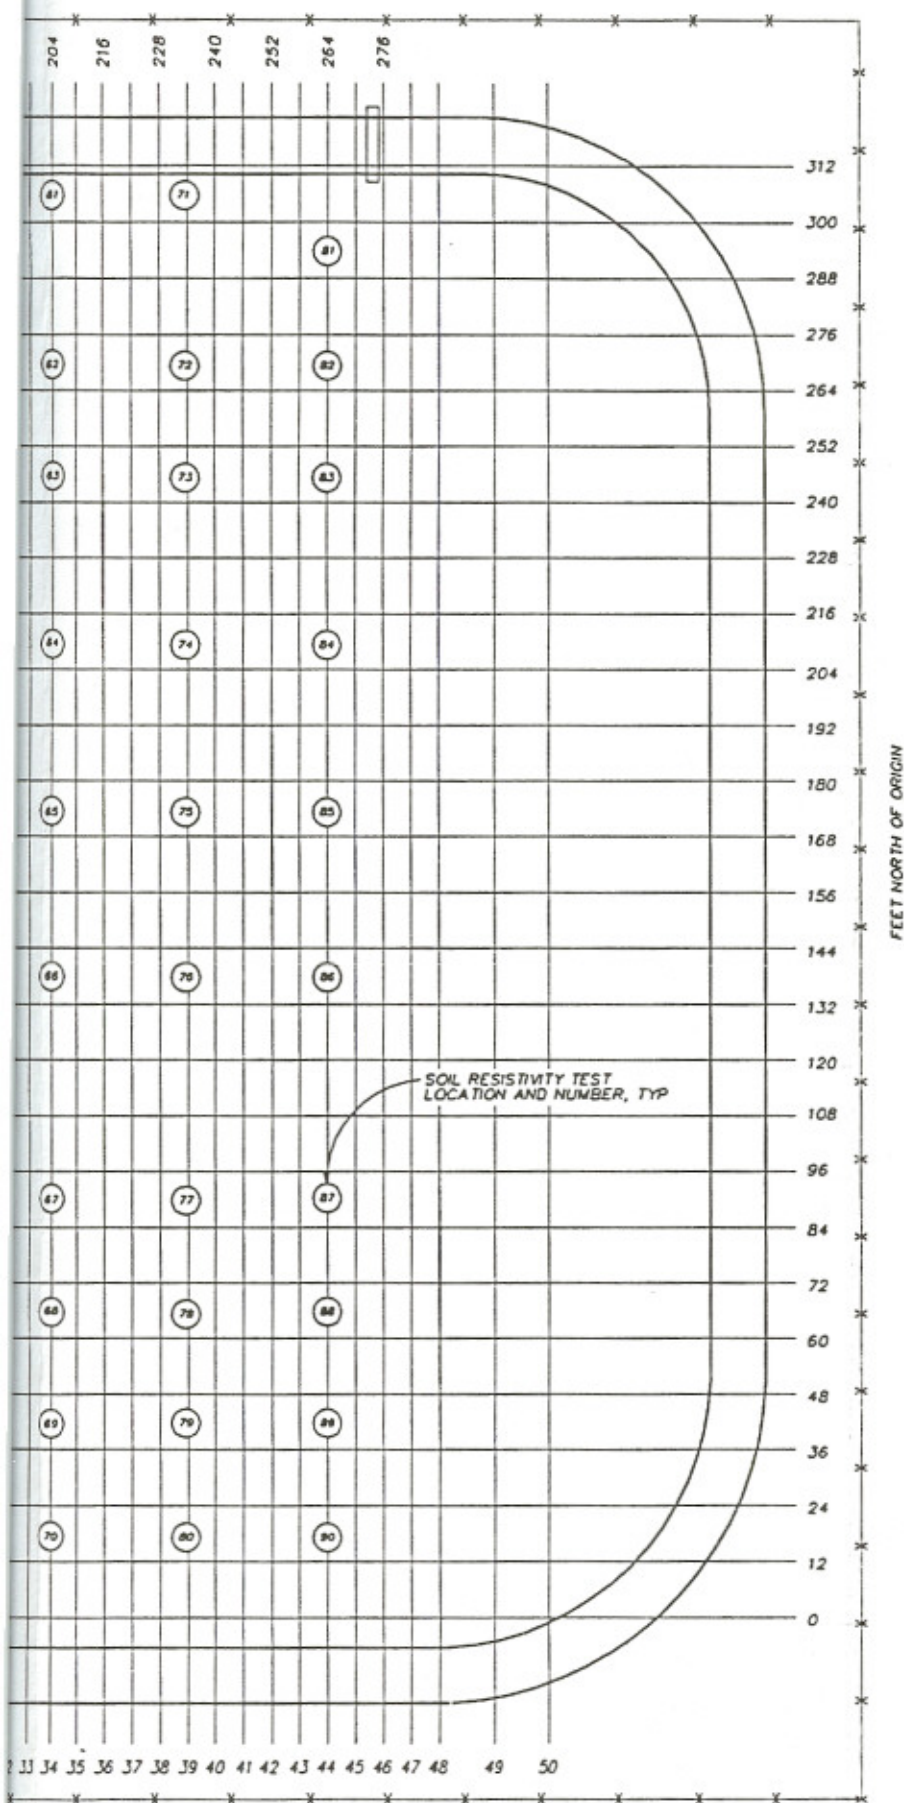 204 216 228 240 252 264 276
312
61 71
300
81
288
276
62 72 82
264
252
63 73 83
240
228
216
64 74 84
204
192
180
65 75 85
168
156
144
66 76 86
132
120
SOIL RESISTIVITY TEST
LOCATION AND NUMBER, TYP
108
96
67 77 87
84
72
68 78 88
60
48
69 79 89
36
24
70 80 90
12
0
2 33 34 35 36 37 38 39 40 41 42 43 44 45 46 47 48 49 50
FEET NORTH OF ORIGIN